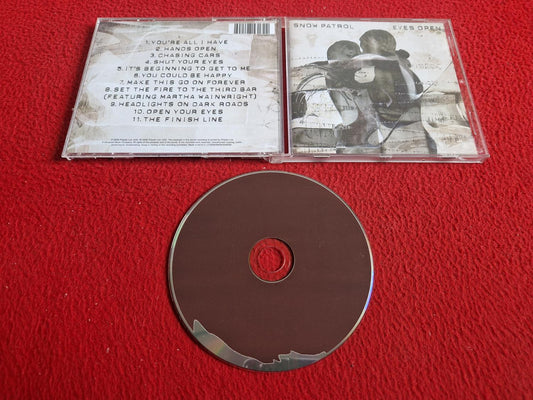 1. YOU'RE ALL I HAVE
2. HANDS OPEN
3. CHASING CARS
4. SHUT YOUR EYES
5. IT'S BEGINNING TO GET TO ME
6. YOU COULD BE HAPPY
7. MAKE THIS GO ON FOREVER
8. SET THE FIRE TO THE THIRD BAR
(FEATURING MARTHA WAINWRIGHT)
9. HEADLIGHTS ON DARK ROADS
10. OPEN YOUR EYES
11. THE FINISH LINE
SNOW PATROL
EYES OPEN